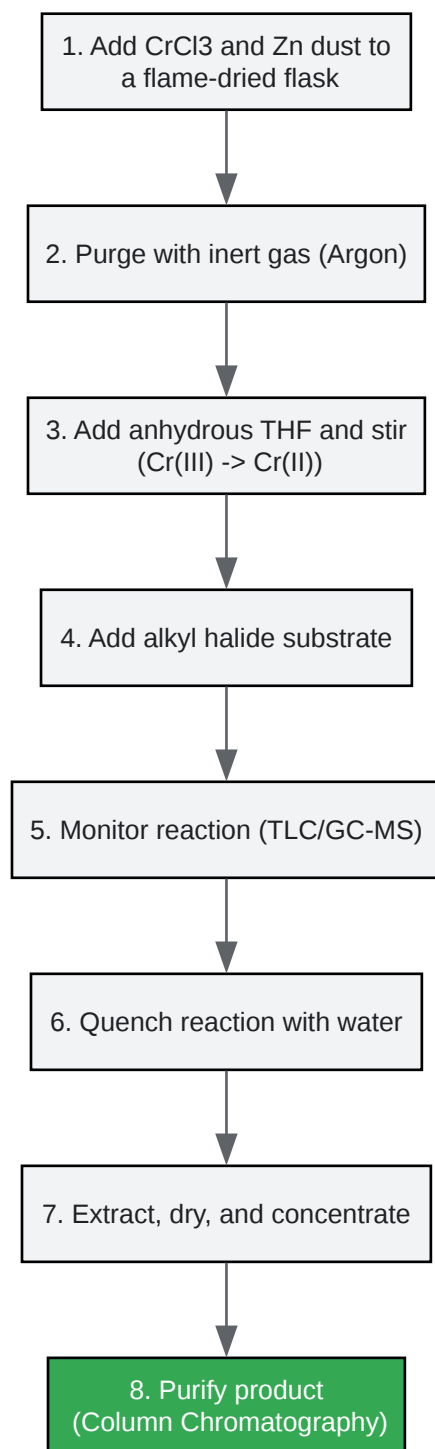 1. Add CrCl3 and Zn dust to
a flame-dried flask
2. Purge with inert gas (Argon)
3. Add anhydrous THF and stir
(Cr(III) -> Cr(II))
4. Add alkyl halide substrate
5. Monitor reaction (TLC/GC-MS)
6. Quench reaction with water
7. Extract, dry, and concentrate
8. Purify product
(Column Chromatography)